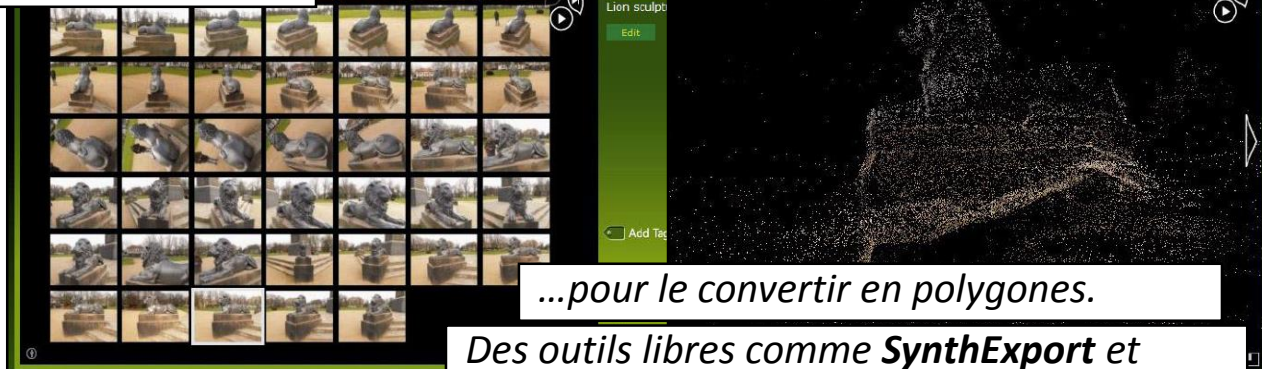 Lion sculpt
Edit
Add Tag
…pour le convertir en polygones.
Des outils libres comme SynthExport et